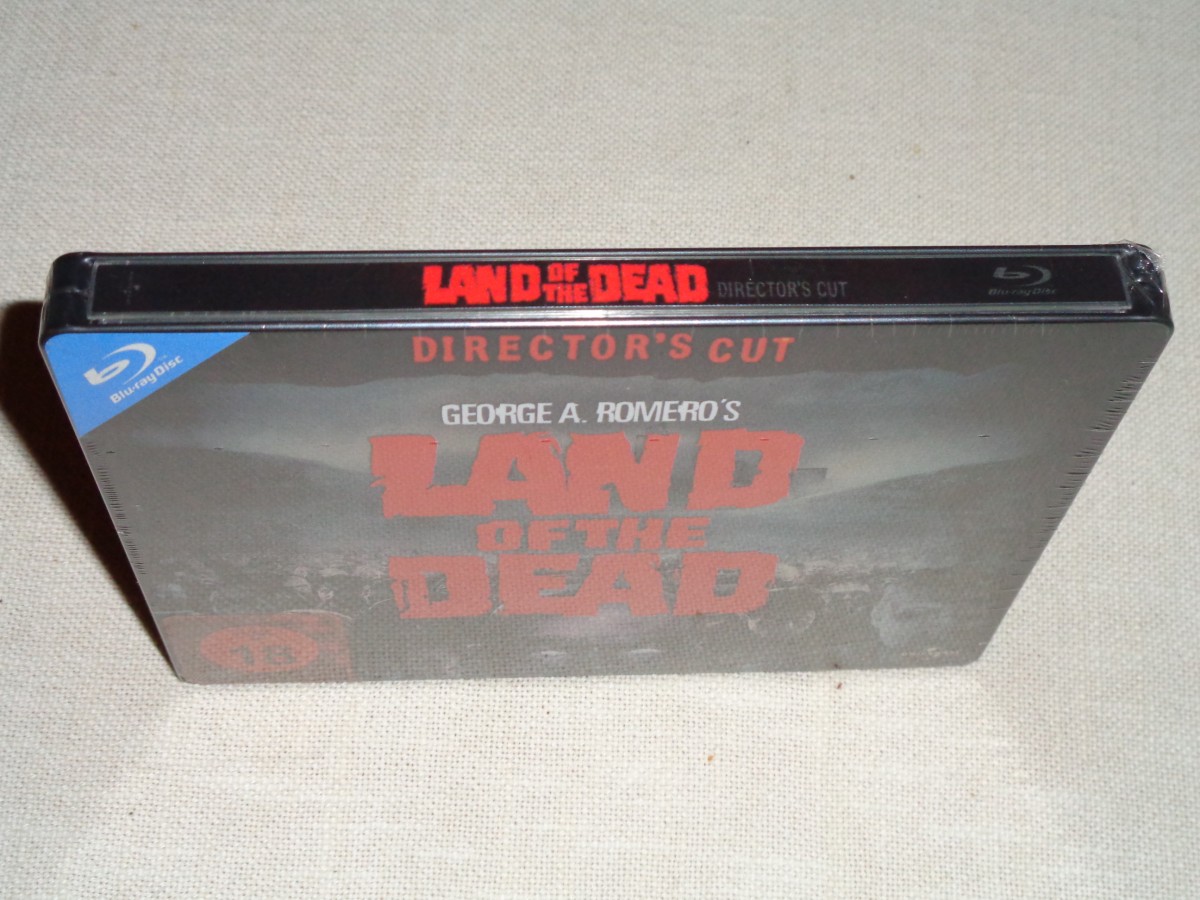 LAND OF THE DEAD DIRECTOR'S CUT Blu-ray Disc
Blu-ray Disc
DIRECTOR'S CUT
GEORGE A. ROMERO'S
LAND
OF THE
DEAD
18